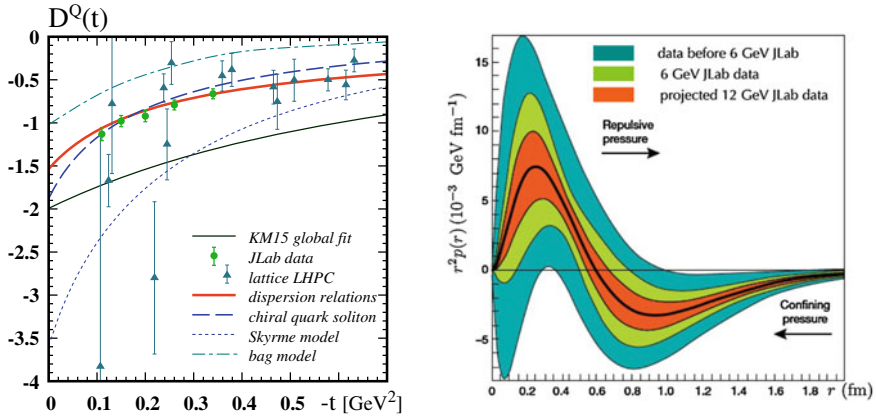 D^Q(t)
0
-0.5
-1
-1.5
-2
-2.5
-3
-3.5
-4
KM15 global fit
JLab data
lattice LHPC
dispersion relations
chiral quark soliton
Skyrme model
bag model
0 0.1 0.2 0.3 0.4 0.5 -t [GeV²]
r²p(r) (10⁻³ GeV fm⁻¹)
15
10
5
0
−5
data before 6 GeV JLab
6 GeV JLab data
projected 12 GeV JLab data
Repulsive
pressure
Confining
pressure
0 0.2 0.4 0.6 0.8 1.0 1.2 1.4 1.6 1.8 r (fm)